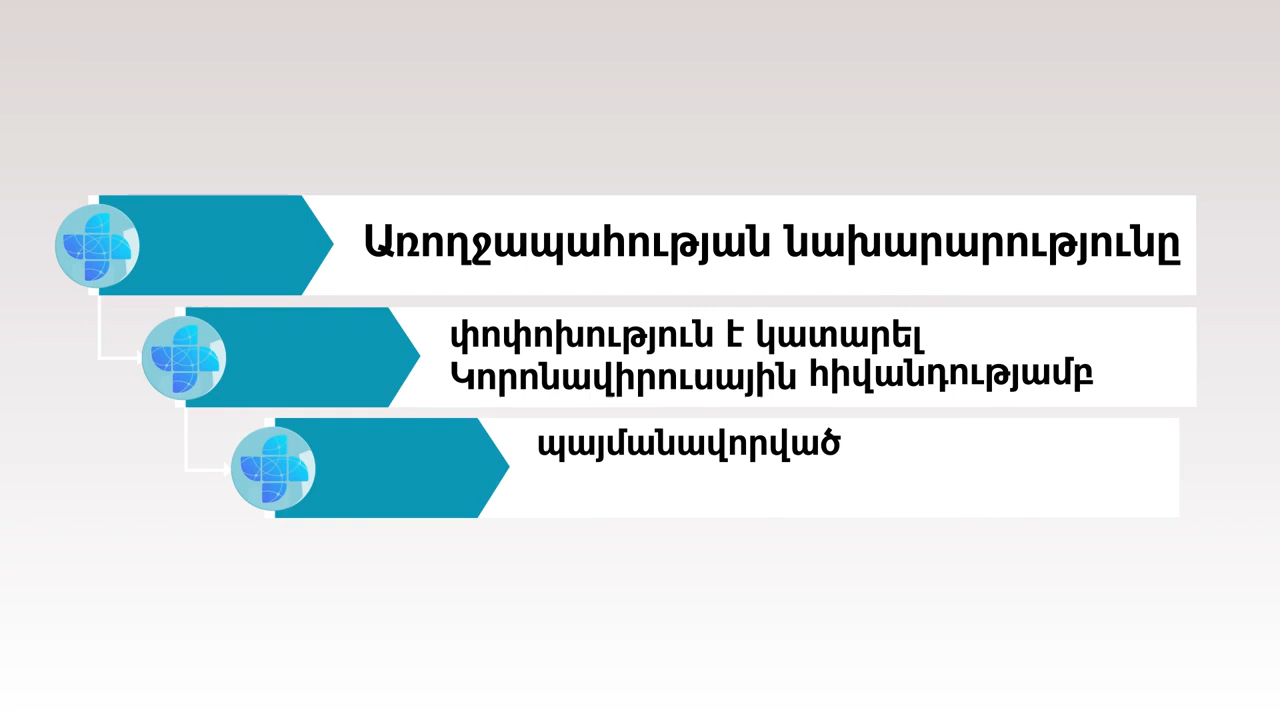 Առողջապահության նախարարությունը
փոփոխություն է կատարել
Կորոնավիրուսային հիվանդությամբ
պայմանավորված